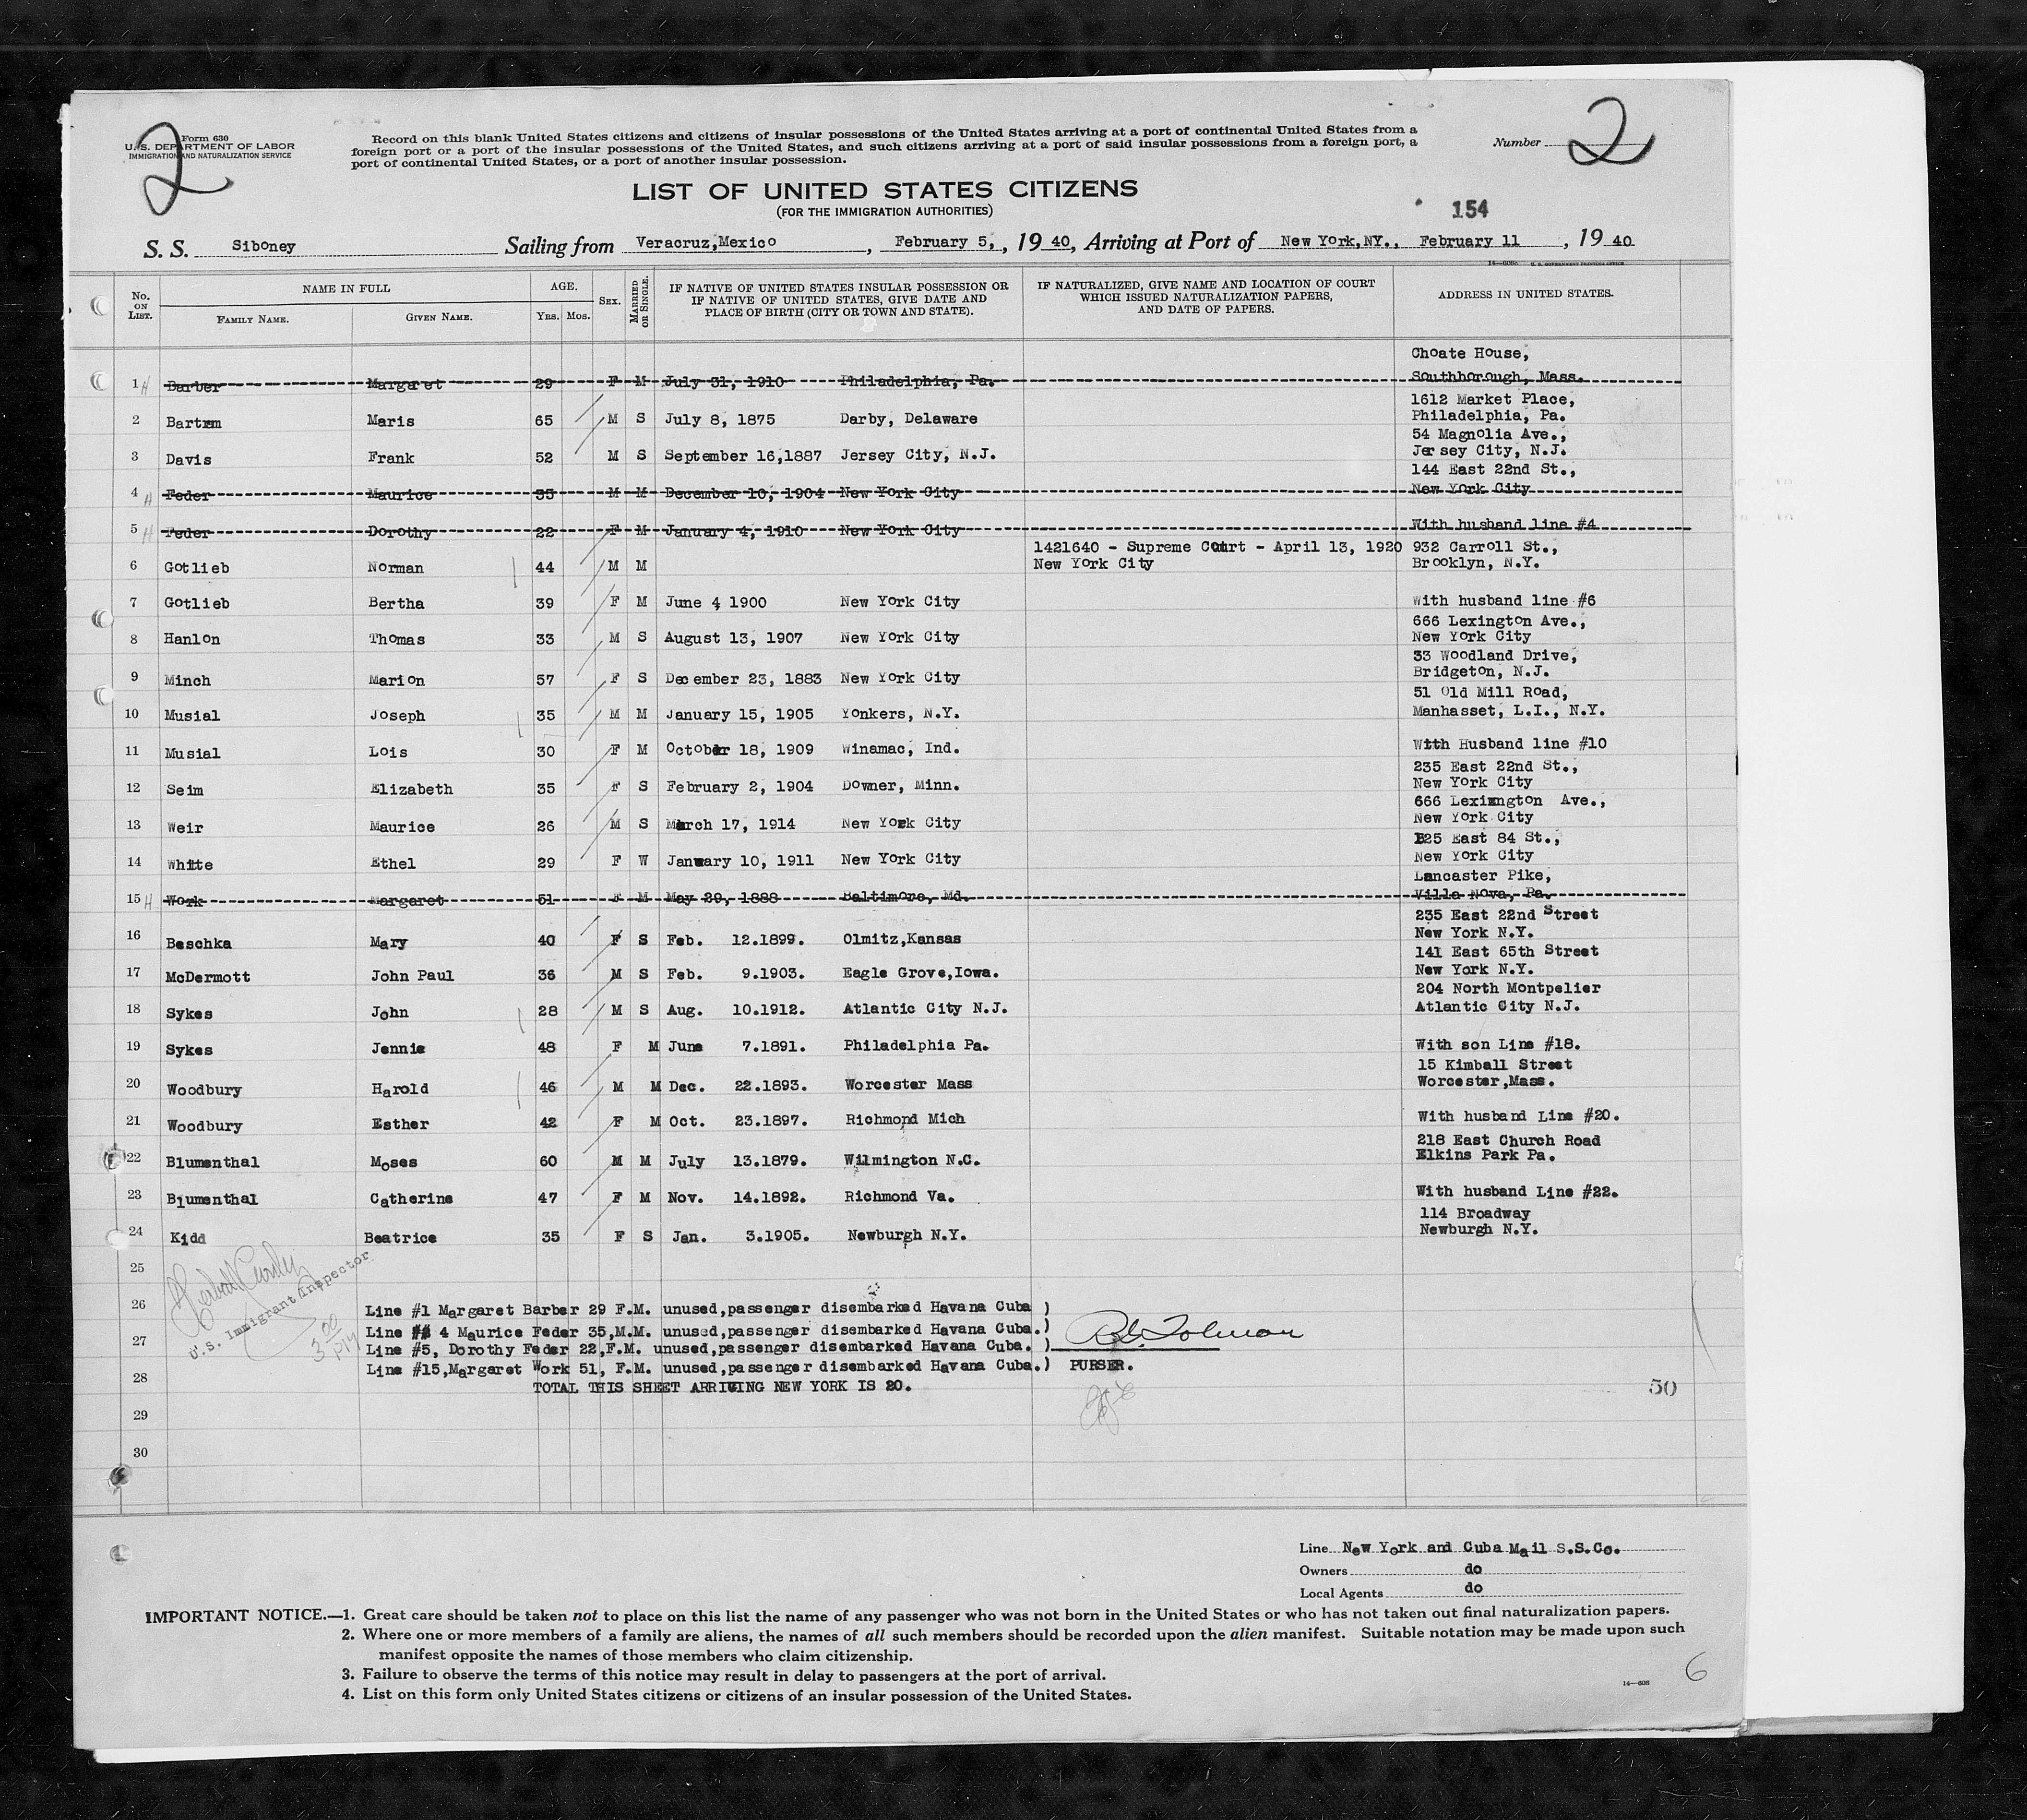 Form 630
U. S. DEPARTMENT OF LABOR
IMMIGRATION AND NATURALIZATION SERVICE
2
Record on this blank United States citizens and citizens of insular possessions of the United States arriving at a port of continental United States from a
foreign port or a port of the insular possessions of the United States, and such citizens arriving at a port of said insular possessions from a foreign port, a
port of continental United States, or a port of another insular possession.
Number 2
LIST OF UNITED STATES CITIZENS
(FOR THE IMMIGRATION AUTHORITIES)
154
S. S. Siboney Sailing from Veracruz,Mexico , February 5, , 19 40, Arriving at Port of New York,NY., February 11 , 19 40
No. ON LIST. NAME IN FULL FAMILY NAME. GIVEN NAME. AGE. YRS. MOS. SEX. MARRIED OR SINGLE. IF NATIVE OF UNITED STATES INSULAR POSSESSION OR IF NATIVE OF UNITED STATES, GIVE DATE AND PLACE OF BIRTH (CITY OR TOWN AND STATE). IF NATURALIZED, GIVE NAME AND LOCATION OF COURT WHICH ISSUED NATURALIZATION PAPERS, AND DATE OF PAPERS. ADDRESS IN UNITED STATES.
Choate House,
1 H Barber Margaret 29 F M July 31, 1910 Philadelphia, Pa. Southborough, Mass.
1612 Market Place,
2 Bartrm Maris 65 M S July 8, 1875 Darby, Delaware Philadelphia, Pa.
54 Magnolia Ave.,
3 Davis Frank 52 M S September 16,1887 Jersey City, N.J. Jersey City, N.J.
144 East 22nd St.,
4 H Feder Maurice 35 M M December 10, 1904 New York City New York City
5 H Feder Dorothy 22 F M January 4, 1910 New York City With husband line #4
1421640 - Supreme Court - April 13, 1920 932 Carroll St.,
6 Gotlieb Norman 44 M M New York City Brooklyn, N.Y.
7 Gotlieb Bertha 39 F M June 4 1900 New York City With husband line #6
666 Lexington Ave.,
8 Hanlon Thomas 33 M S August 13, 1907 New York City New York City
33 Woodland Drive,
9 Minch Marion 57 F S December 23, 1883 New York City Bridgeton, N.J.
51 Old Mill Road,
10 Musial Joseph 35 M M January 15, 1905 Yonkers, N.Y. Manhasset, L.I., N.Y.
11 Musial Lois 30 F M October 18, 1909 Winamac, Ind. With Husband line #10
235 East 22nd St.,
12 Seim Elizabeth 35 F S February 2, 1904 Downer, Minn. New York City
666 Lexington Ave.,
13 Weir Maurice 26 M S March 17, 1914 New York City New York City
125 East 84 St.,
14 White Ethel 29 F W January 10, 1911 New York City New York City
Lancaster Pike,
15 H Work Margaret 51 F M May 29, 1888 Baltimore, Md. Villa Nova, Pa.
235 East 22nd Street
16 Beschka Mary 40 F S Feb. 12.1899. Olmitz,Kansas New York N.Y.
141 East 65th Street
17 McDermott John Paul 36 M S Feb. 9.1903. Eagle Grove,Iowa. New York N.Y.
204 North Montpelier
18 Sykes John 28 M S Aug. 10.1912. Atlantic City N.J. Atlantic City N.J.
19 Sykes Jennie 48 F M June 7.1891. Philadelphia Pa. With son Line #18.
15 Kimball Street
20 Woodbury Harold 46 M M Dec. 22.1893. Worcester Mass Worcester,Mass.
21 Woodbury Esther 42 F M Oct. 23.1897. Richmond Mich With husband Line #20.
218 East Church Road
22 Blumenthal Moses 60 M M July 13.1879. Wilmington N.C. Elkins Park Pa.
23 Blumenthal Catherine 47 F M Nov. 14.1892. Richmond Va. With husband Line #22.
114 Broadway
24 Kidd Beatrice 35 F S Jan. 3.1905. Newburgh N.Y. Newburgh N.Y.
25
U.S. Immigrant Inspector
3 00 PM
26 Line #1 Margaret Barber 29 F.M. unused,passenger disembarked Havana Cuba )
27 Line ## 4 Maurice Feder 35,M.M. unused,passenger disembarked Havana Cuba.)
Line #5, Dorothy Feder 22,F.M. unused,passenger disembarked Havana Cuba. )
28 Line #15,Margaret Work 51, F.M. unused,passenger disembarked Havana Cuba.) PURSER.
TOTAL THIS SHEET ARRIVING NEW YORK IS 20.
50
29
30
Line New York and Cuba Mail S.S.Co.
Owners do
Local Agents do
IMPORTANT NOTICE.—1. Great care should be taken not to place on this list the name of any passenger who was not born in the United States or who has not taken out final naturalization papers.
2. Where one or more members of a family are aliens, the names of all such members should be recorded upon the alien manifest. Suitable notation may be made upon such
manifest opposite the names of those members who claim citizenship.
3. Failure to observe the terms of this notice may result in delay to passengers at the port of arrival.
4. List on this form only United States citizens or citizens of an insular possession of the United States.
14—608
6